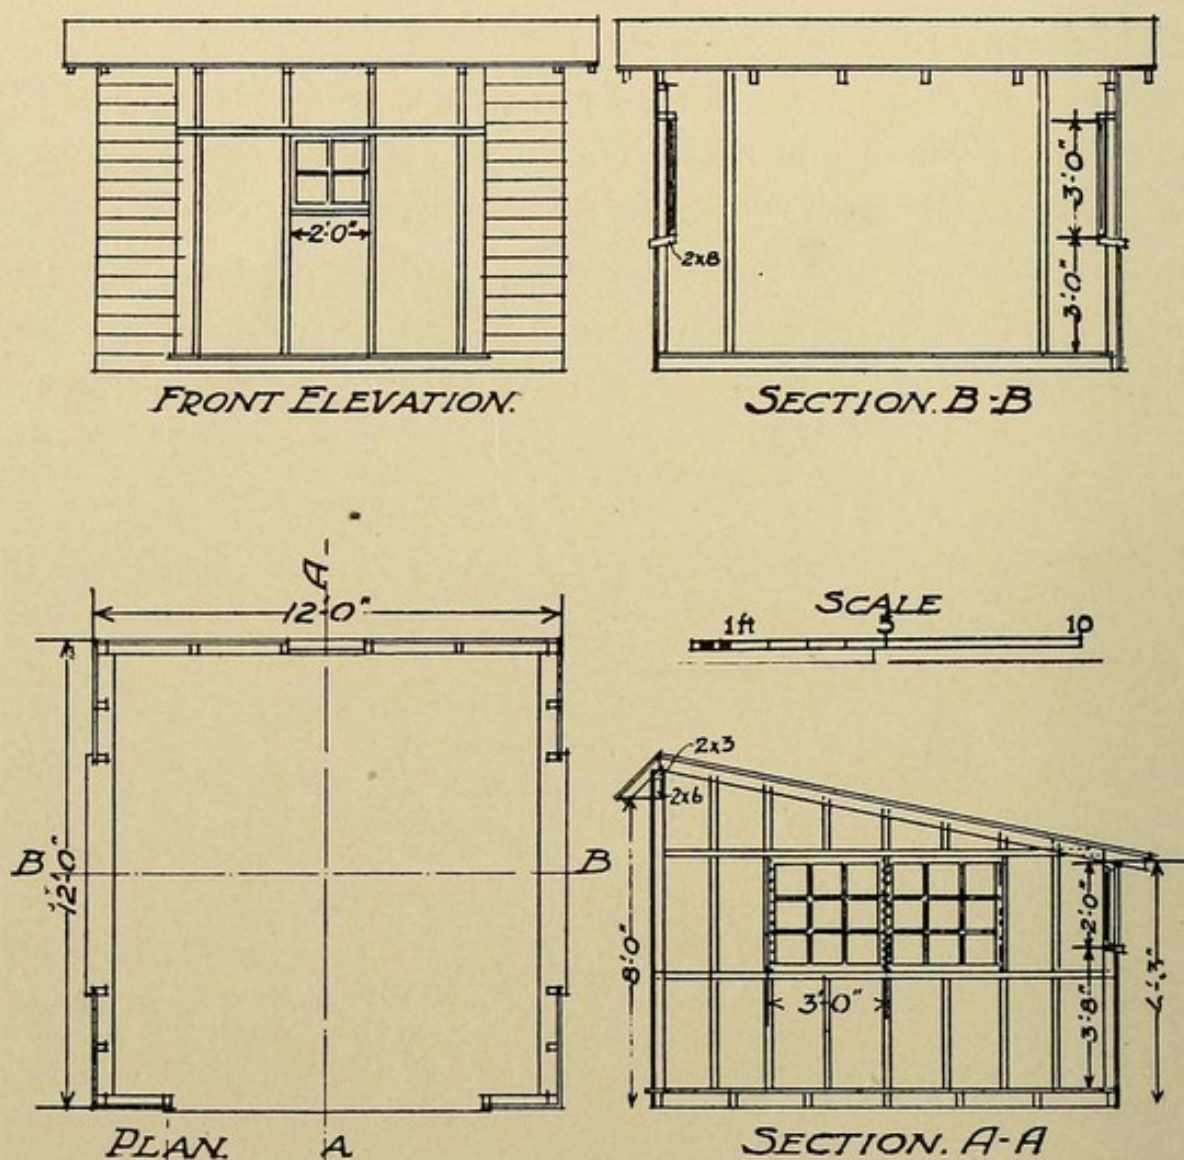 2'0"
FRONT ELEVATION.
3'0"
2x8
3'0"
SECTION. B-B
A
12'0"
SCALE
1ft 5 10
2x3
2x6
B
12'0"
B
8'0"
2'0"
3'0"
3'8"
PLAN.
A
SECTION. A-A